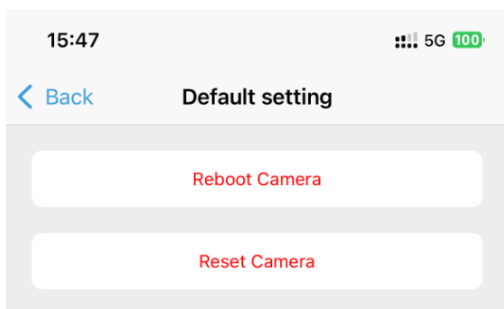 15:47 5G 100
Back Default setting
Reboot Camera
Reset Camera